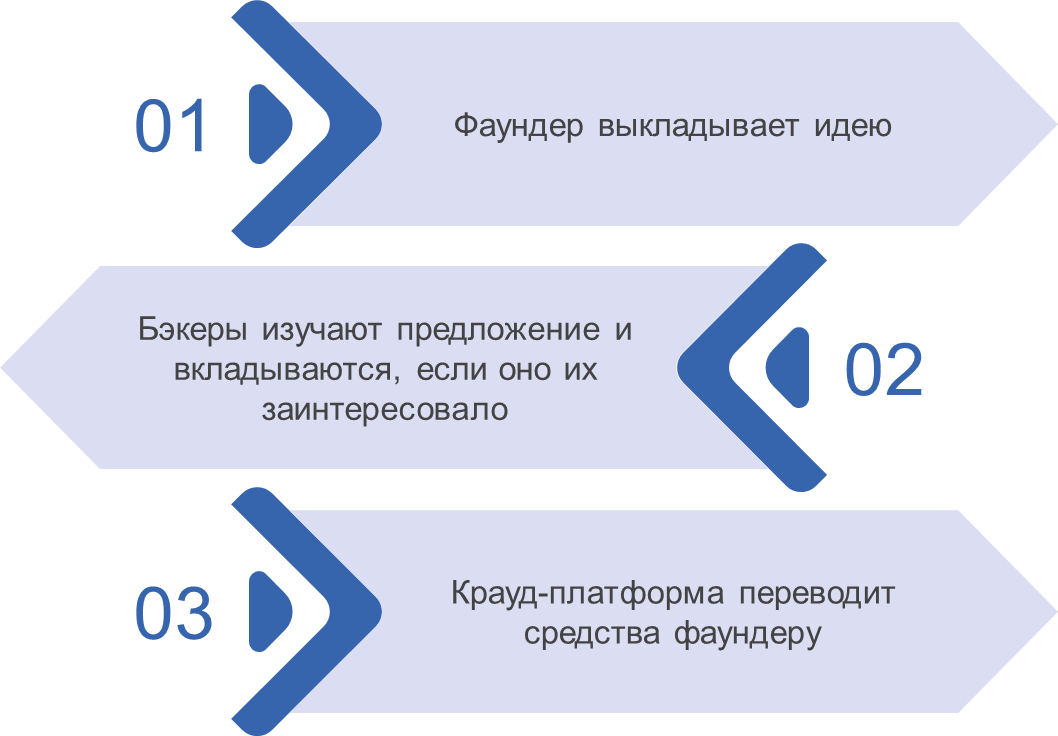 01
Фаундер выкладывает идею
Бэкеры изучают предложение и
вкладываются, если оно их
заинтересовало
02
03
Крауд-платформа переводит
средства фаундеру